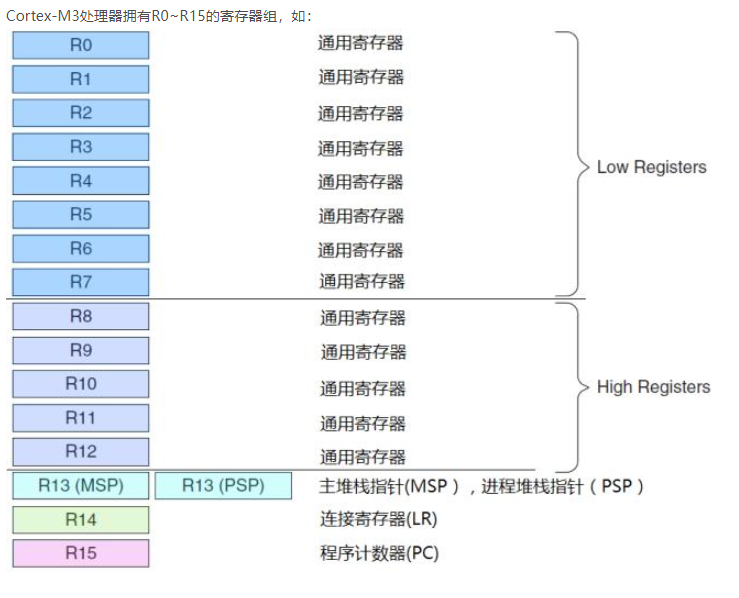 Cortex-M3处理器拥有R0~R15的寄存器组，如：
R0 通用寄存器
R1 通用寄存器
R2 通用寄存器
R3 通用寄存器
Low Registers
R4 通用寄存器
R5 通用寄存器
R6 通用寄存器
R7 通用寄存器
R8 通用寄存器
R9 通用寄存器
R10 通用寄存器
High Registers
R11 通用寄存器
R12 通用寄存器
R13 (MSP) R13 (PSP) 主堆栈指针(MSP），进程堆栈指针（PSP）
R14 连接寄存器(LR)
R15 程序计数器(PC)